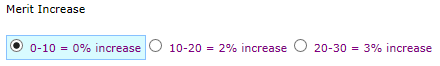 Merit Increase
0-10 = 0% increase 10-20 = 2% increase 20-30 = 3% increase